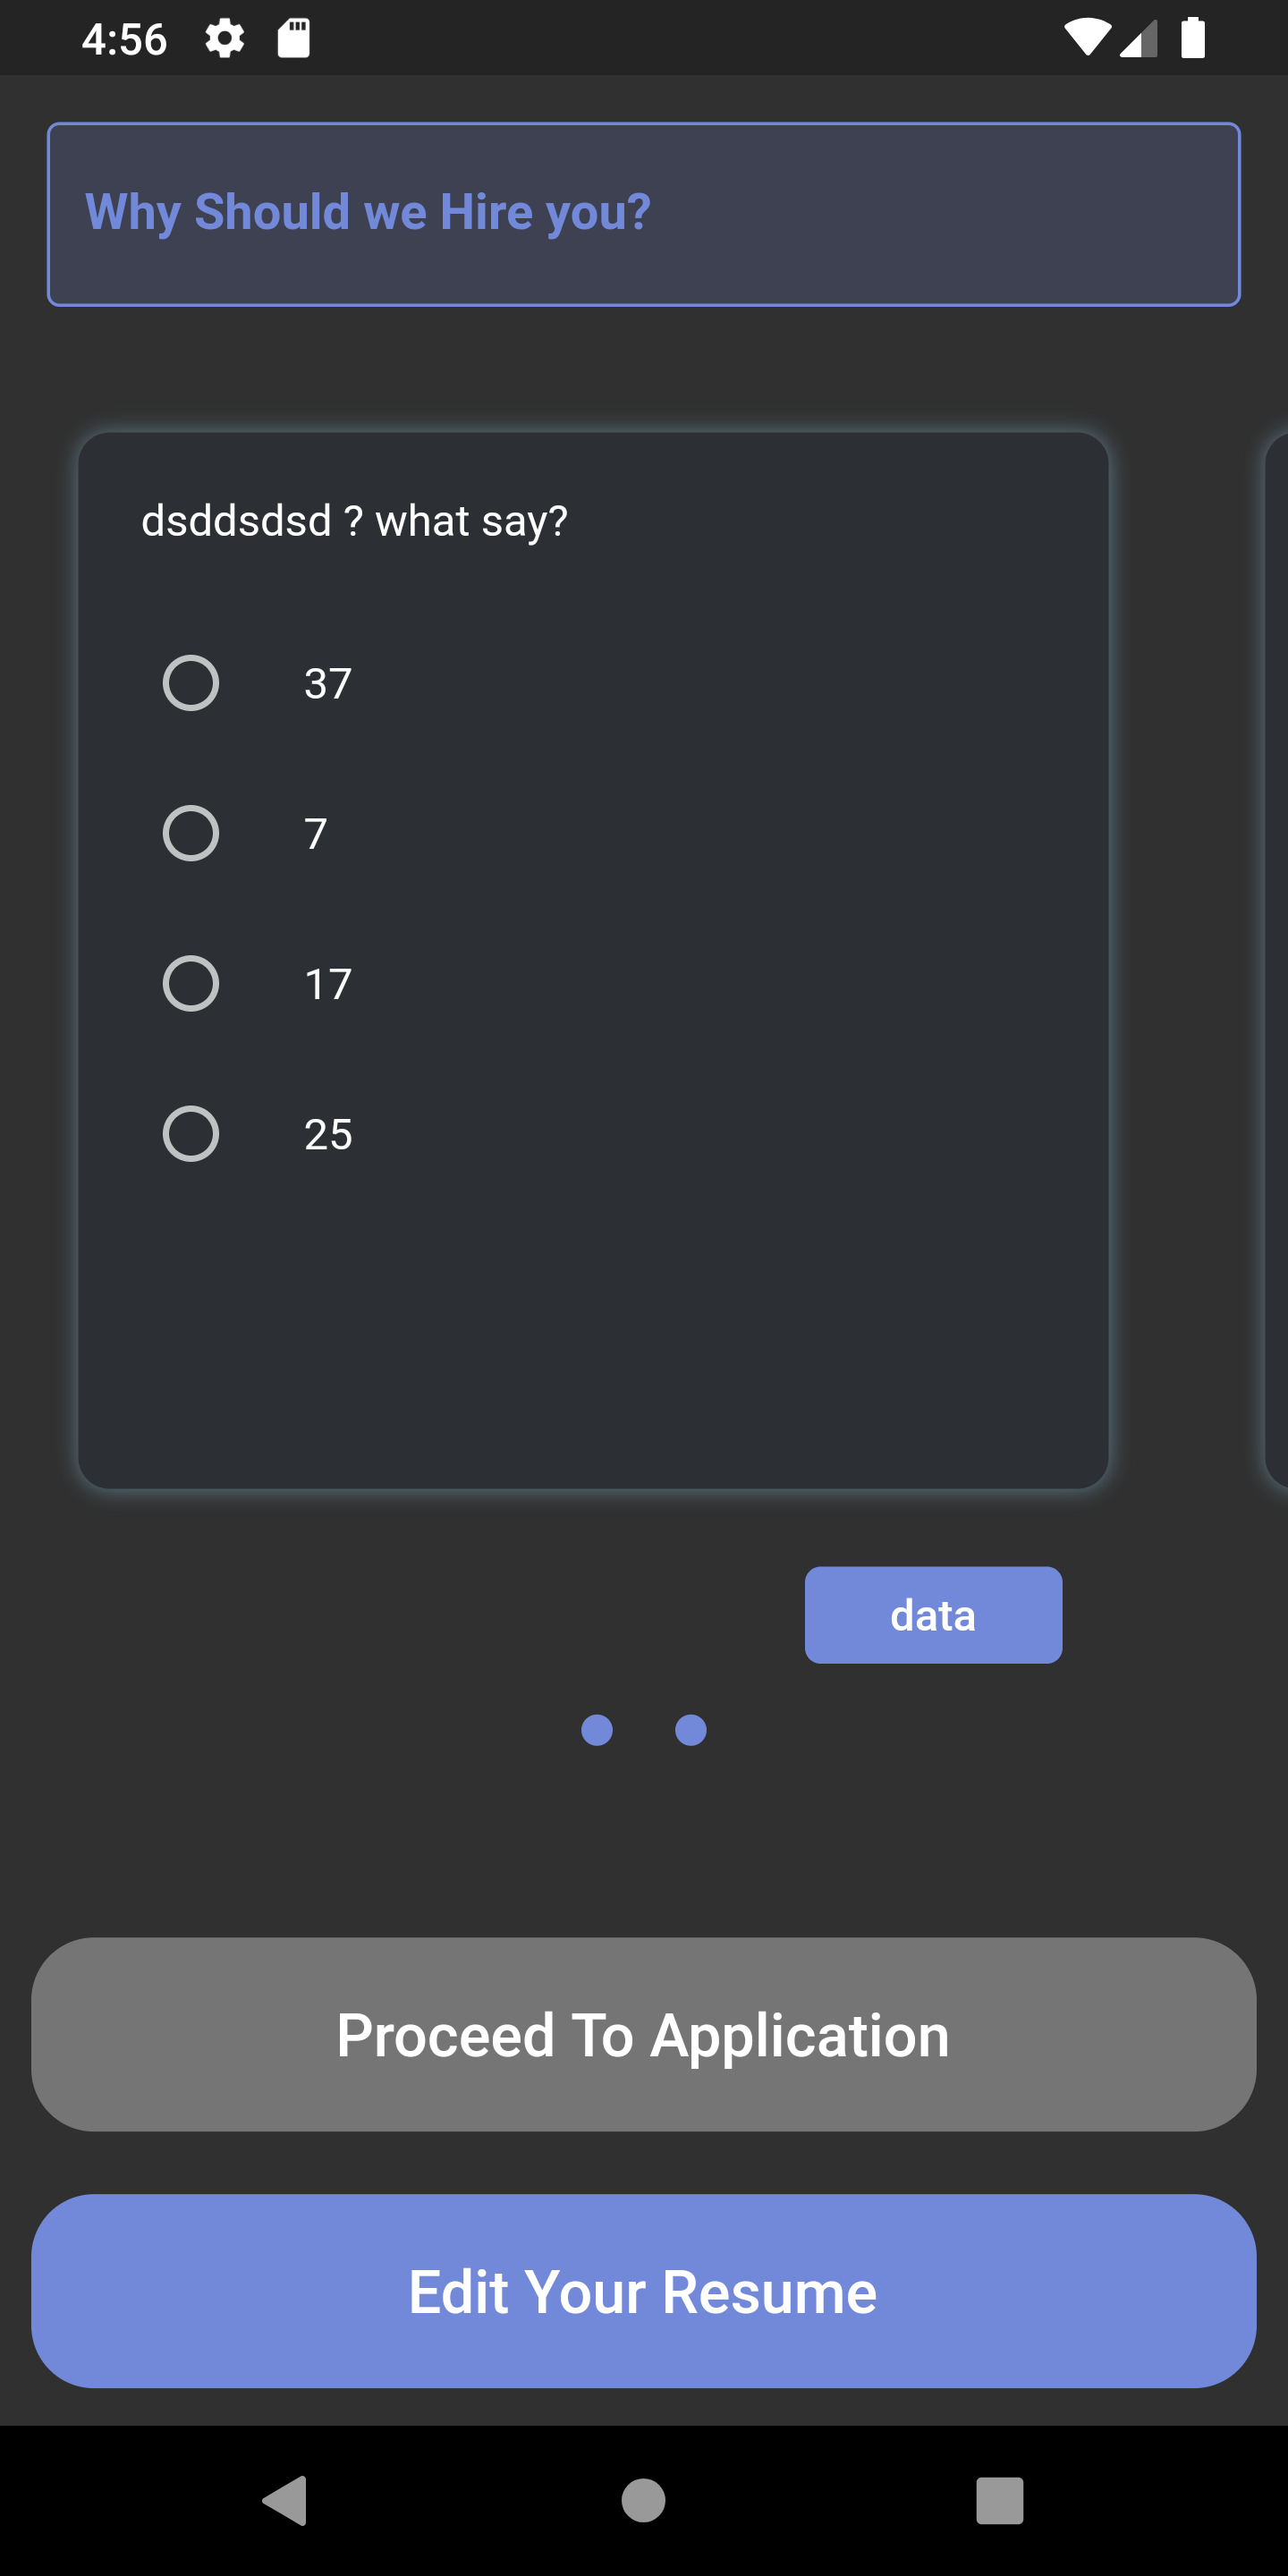 4:56
Why Should we Hire you?
dsddsdsd ? what say?
37
7
17
25
data
Proceed To Application
Edit Your Resume